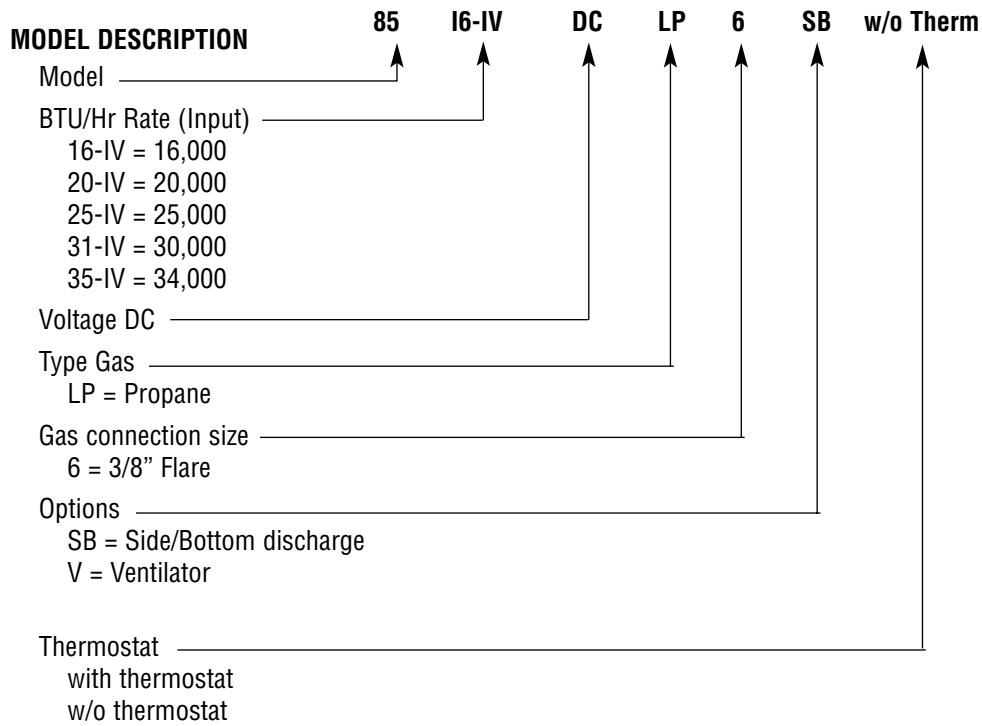 85 I6-IV DC LP 6 SB w/o Therm
MODEL DESCRIPTION
Model
BTU/Hr Rate (Input)
16-IV = 16,000
20-IV = 20,000
25-IV = 25,000
31-IV = 30,000
35-IV = 34,000
Voltage DC
Type Gas
LP = Propane
Gas connection size
6 = 3/8” Flare
Options
SB = Side/Bottom discharge
V = Ventilator
Thermostat
with thermostat
w/o thermostat